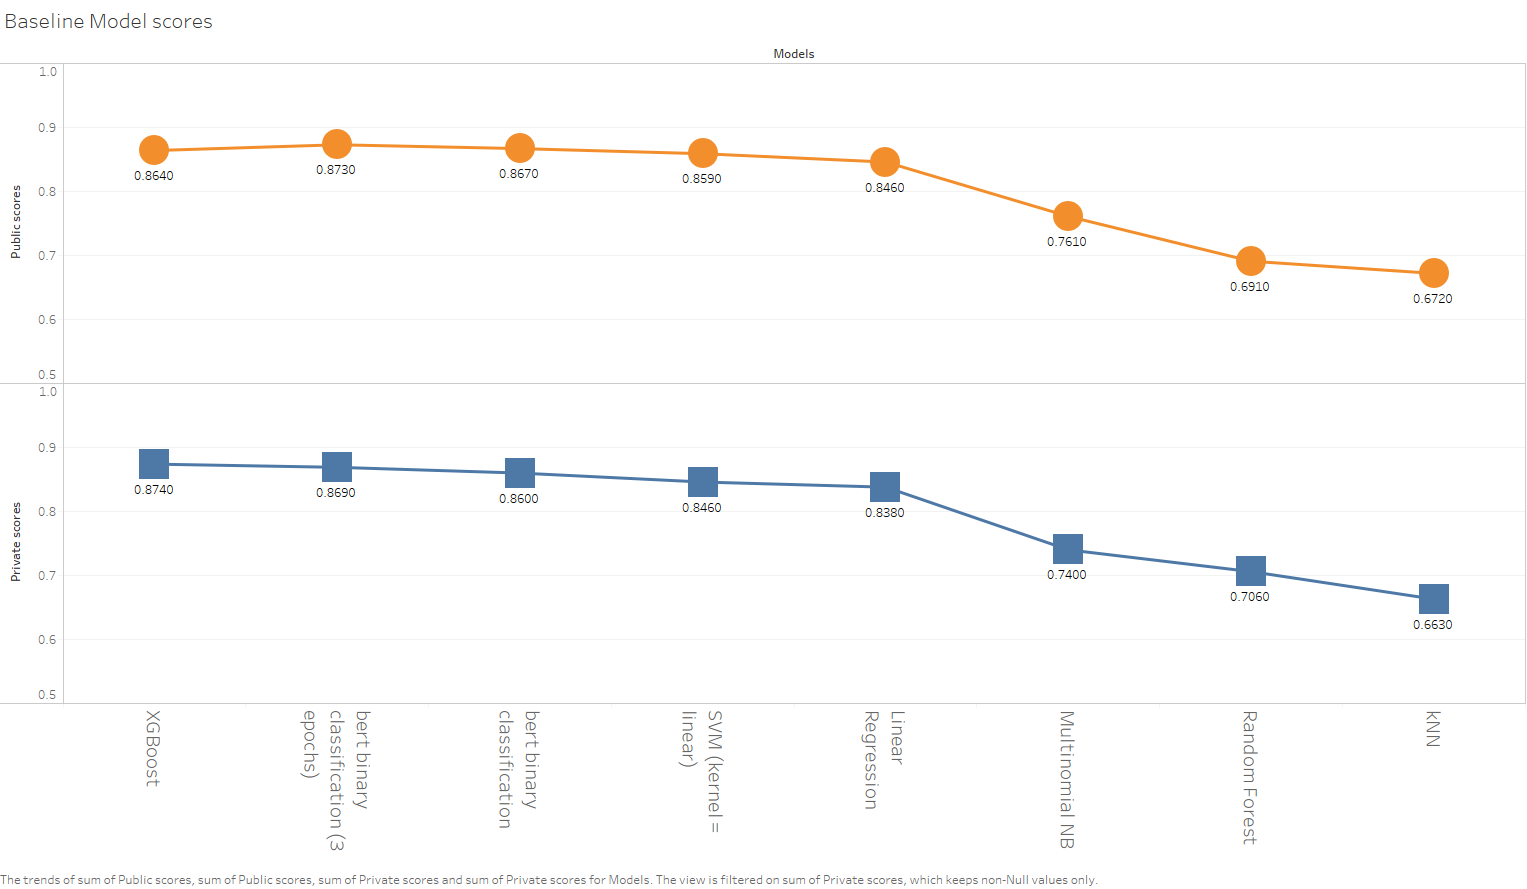 Baseline Model scores
Models
Public scores
1.0
0.9
0.8
0.7
0.6
0.5
0.8640
0.8730
0.8670
0.8590
0.8460
0.7610
0.6910
0.6720
Private scores
1.0
0.9
0.8
0.7
0.6
0.5
0.8740
0.8690
0.8600
0.8460
0.8380
0.7400
0.7060
0.6630
XGBoost
bert binary
classification (3
epochs)
bert binary
classification
SVM (kernel =
linear)
Linear
Regression
Multinomial NB
Random Forest
kNN
The trends of sum of Public scores, sum of Public scores, sum of Private scores and sum of Private scores for Models. The view is filtered on sum of Private scores, which keeps non-Null values only.